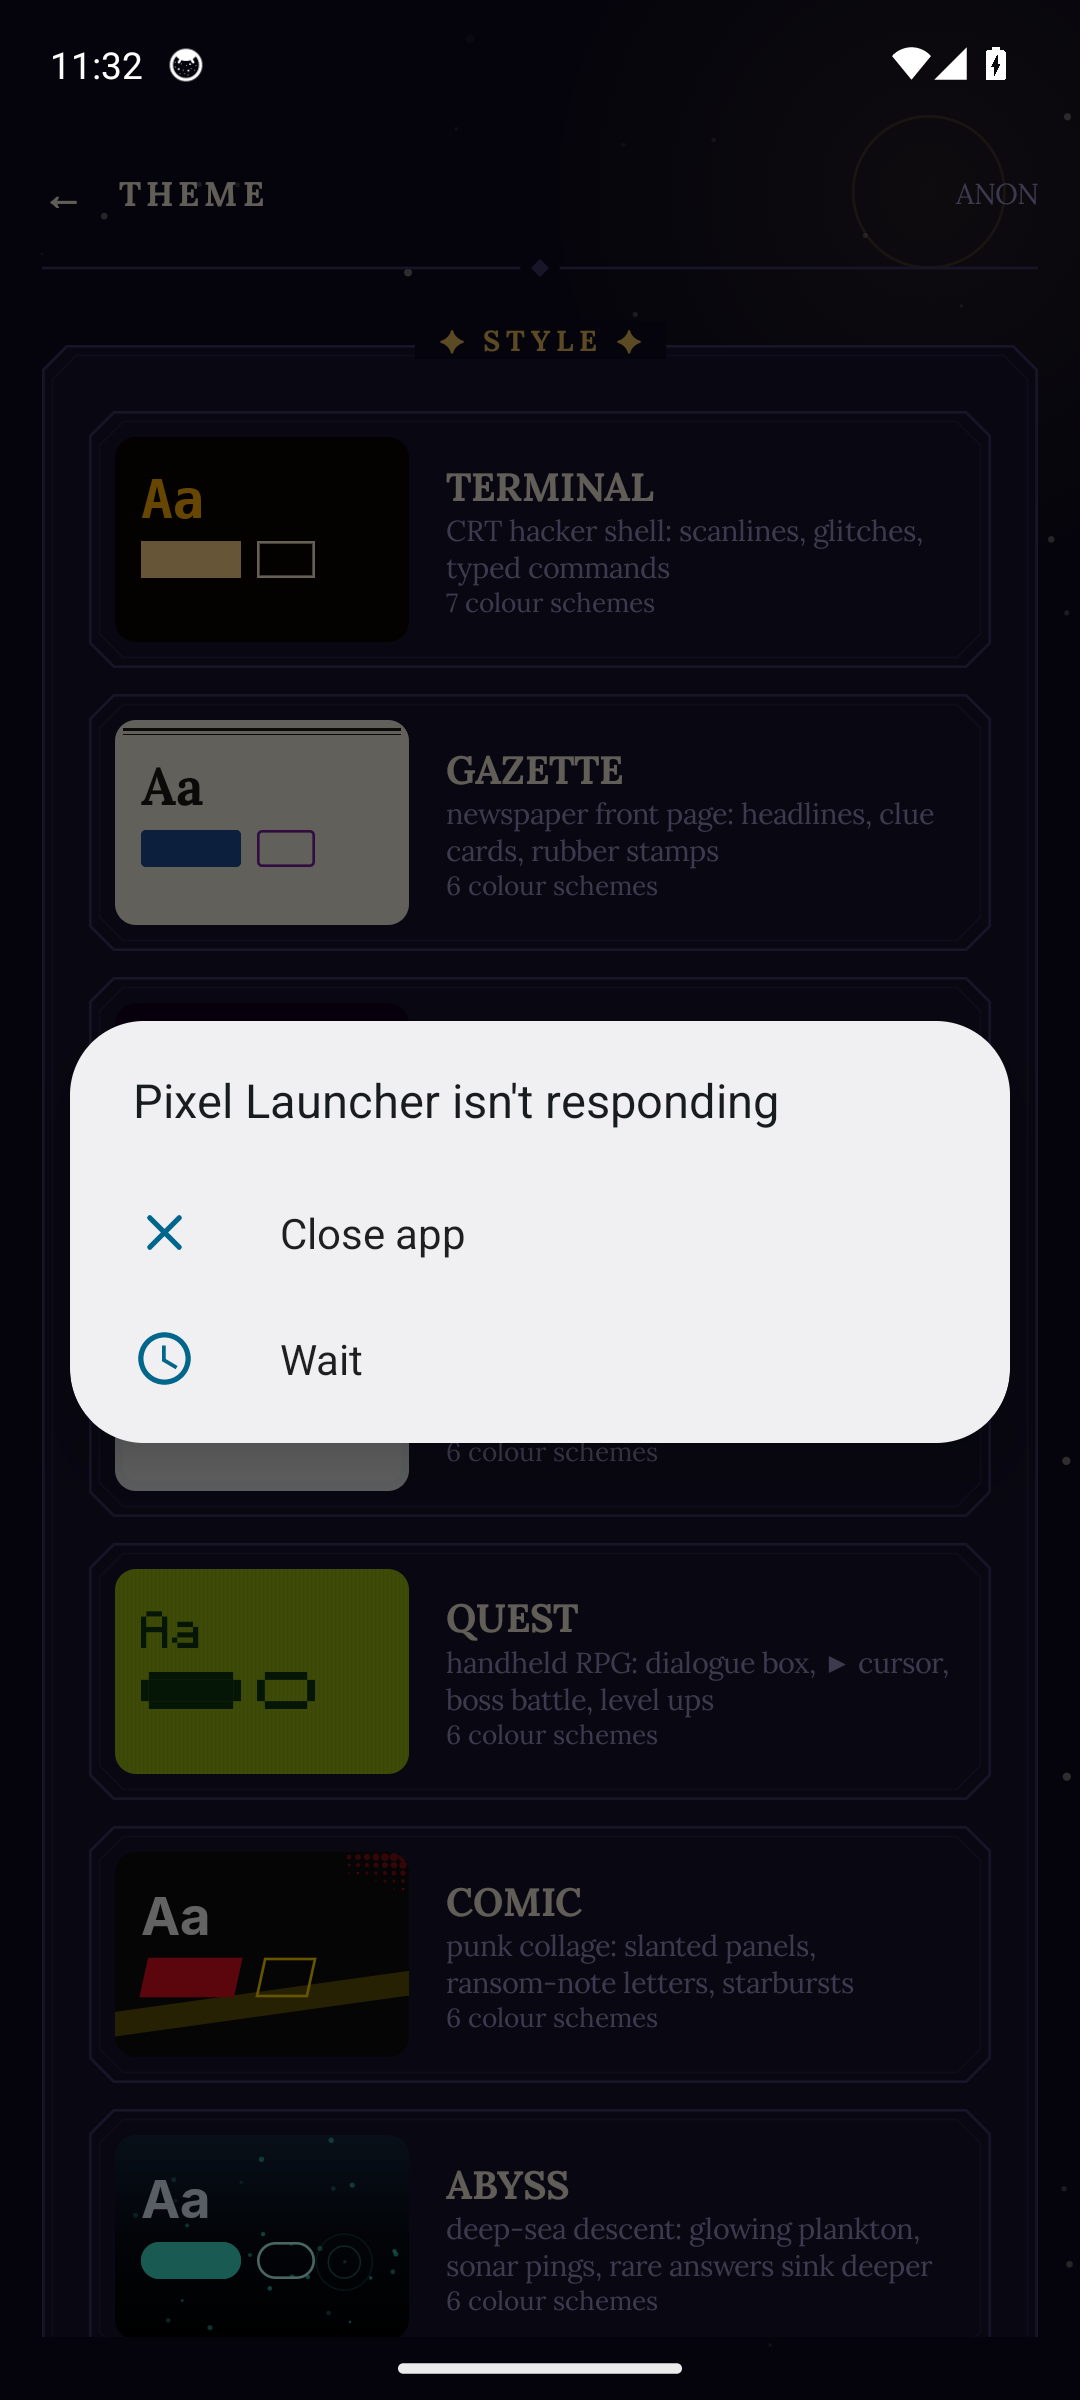 11:32
← THEME
ANON
✦ STYLE ✦
Aa
TERMINAL
CRT hacker shell: scanlines, glitches,
typed commands
7 colour schemes
Aa
GAZETTE
newspaper front page: headlines, clue
cards, rubber stamps
6 colour schemes
Pixel Launcher isn't responding
Close app
Wait
6 colour schemes
Aa
QUEST
handheld RPG: dialogue box, ► cursor,
boss battle, level ups
6 colour schemes
Aa
COMIC
punk collage: slanted panels,
ransom-note letters, starbursts
6 colour schemes
Aa
ABYSS
deep-sea descent: glowing plankton,
sonar pings, rare answers sink deeper
6 colour schemes